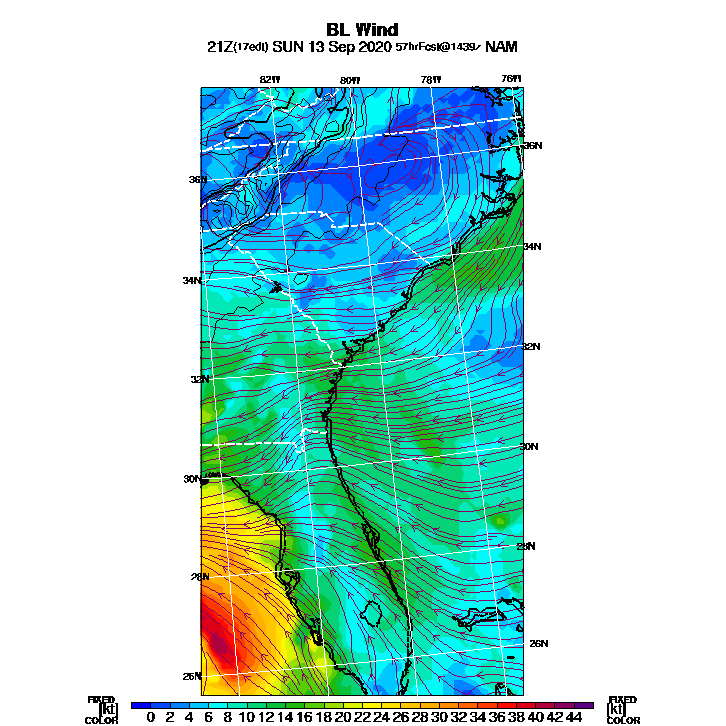 BL Wind
21Z(17edt) SUN 13 Sep 2020 57hrFcst@1439z NAM
82W 80W 78W 76W
36N
36N
34N
34N
32N
32N
30N
30N
28N
28N
26N
26N
FIXED FIXED
[kt] 0 2 4 6 8 10 12 14 16 18 20 22 24 26 28 30 32 34 36 38 40 42 44 [kt]
COLOR COLOR